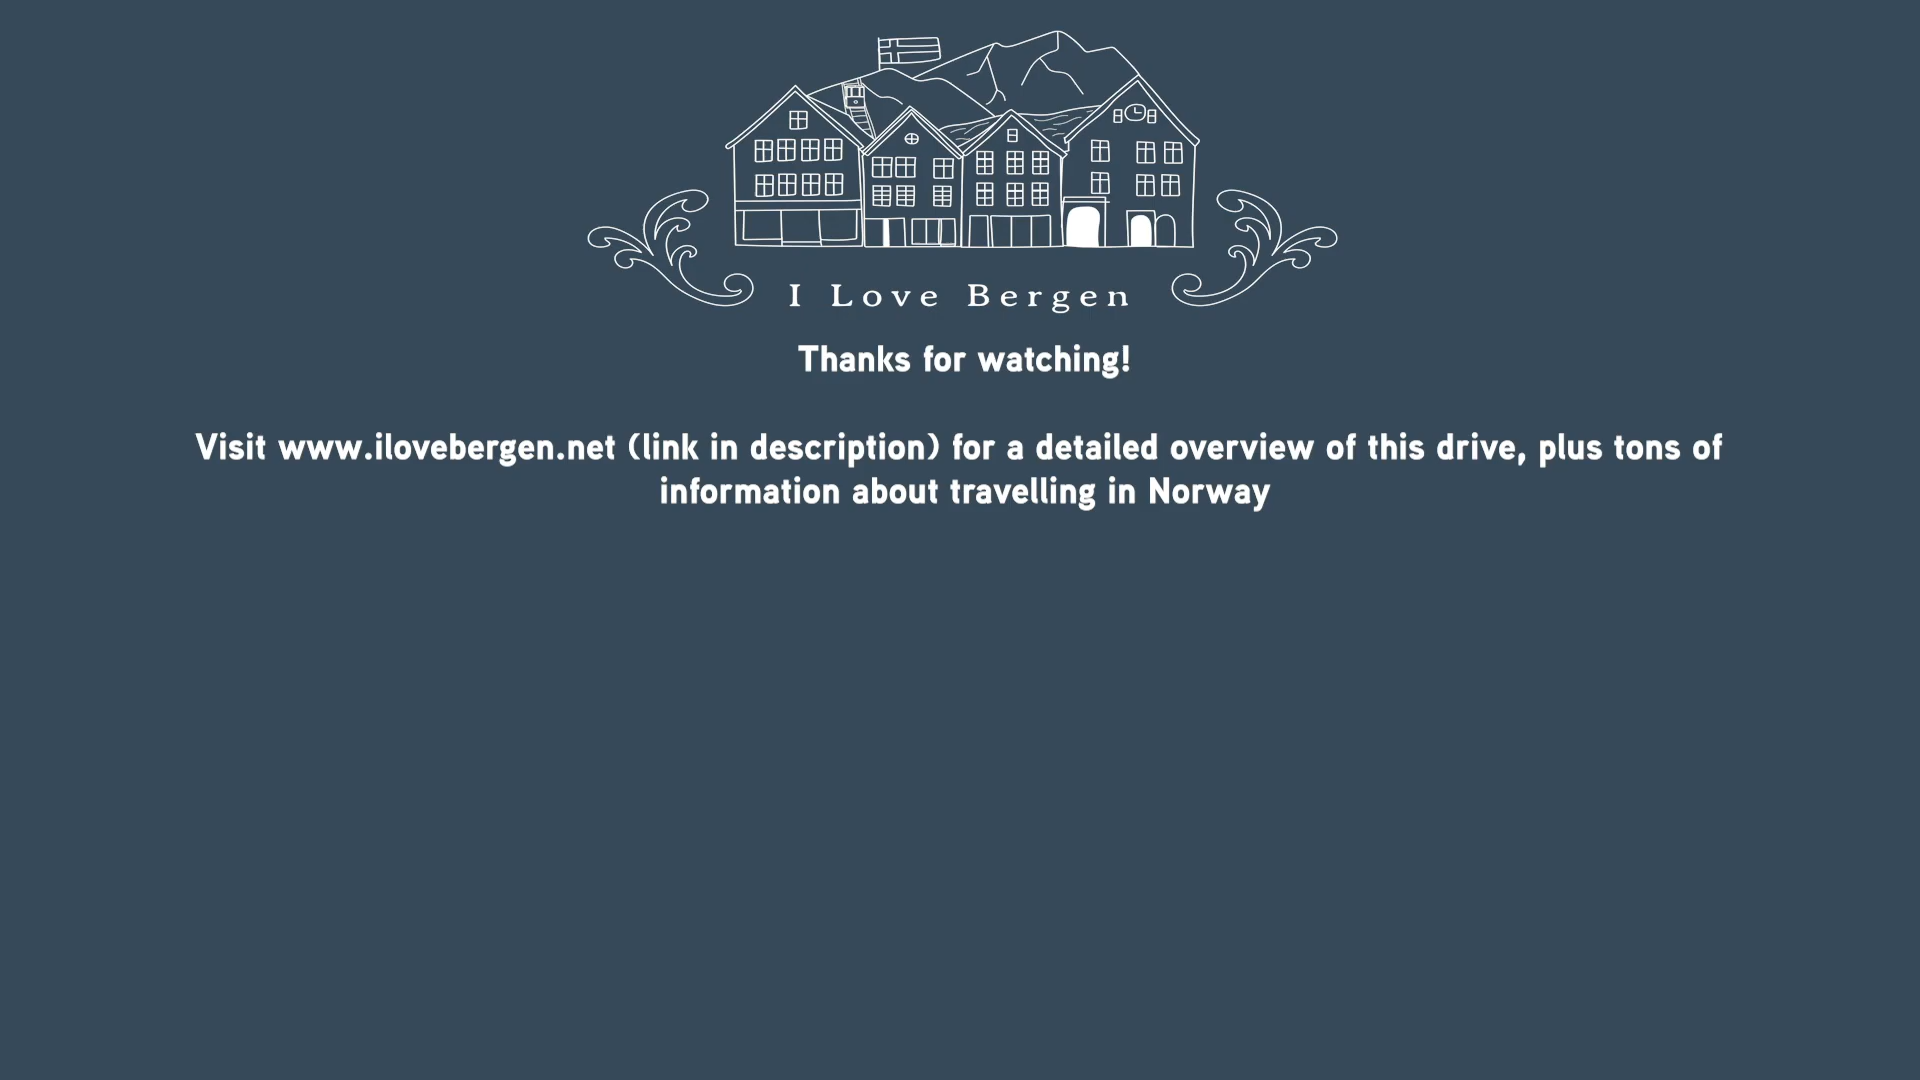 I Love Bergen
Thanks for watching!
Visit www.ilovebergen.net (link in description) for a detailed overview of this drive, plus tons of
information about travelling in Norway